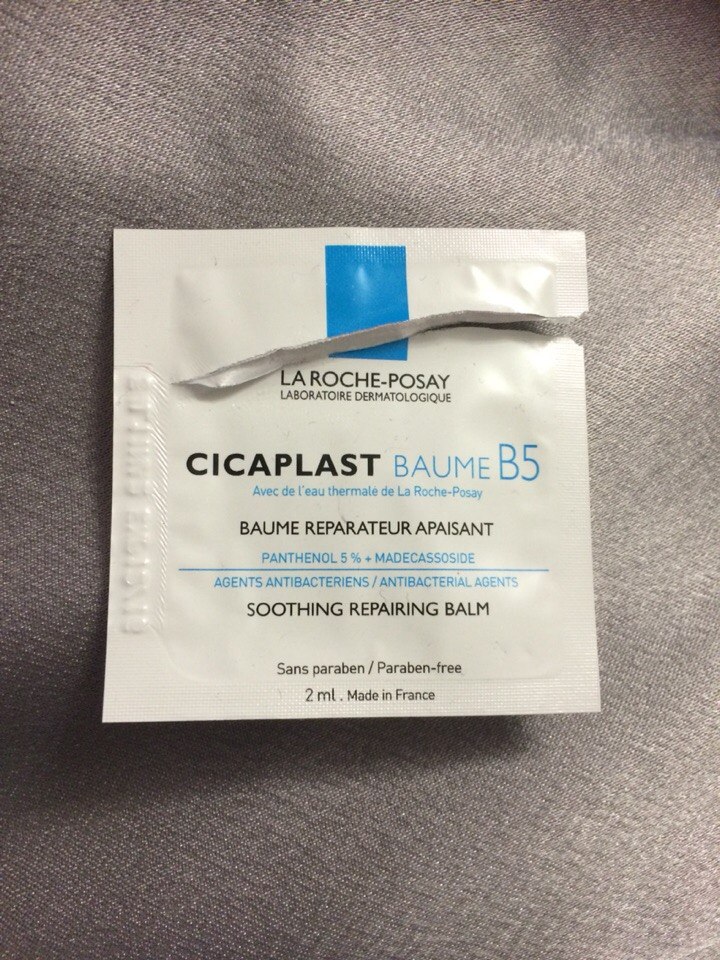 LA ROCHE-POSAY
LABORATOIRE DERMATOLOGIQUE
CICAPLAST BAUME B5
Avec de l'eau thermale de La Roche-Posay
BAUME REPARATEUR APAISANT
PANTHENOL 5 % + MADECASSOSIDE
AGENTS ANTIBACTERIENS / ANTIBACTERIAL AGENTS
SOOTHING REPAIRING BALM
Sans paraben / Paraben-free
2 ml . Made in France